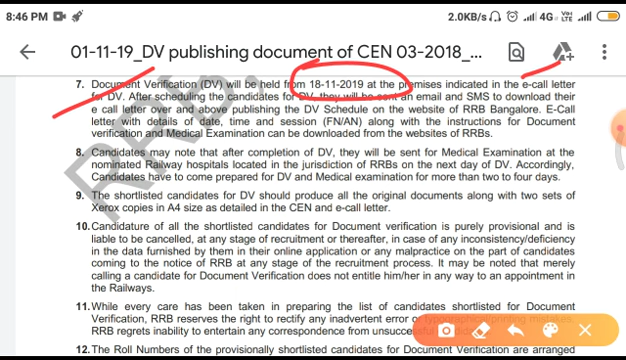 8:46 PM 2.0KB/s 4G Vo LTE
01-11-19_DV publishing document of CEN 03-2018_...
7. Document Verification (DV) will be held from 18-11-2019 at the premises indicated in the e-call letter
for DV. After scheduling the candidates for DV, they will be sent an email and SMS to download their
e call letter over and above publishing the DV Schedule on the website of RRB Bangalore. E-Call
letter with details of date, time and session (FN/AN) along with the instructions for Document
verification and Medical Examination can be downloaded from the websites of RRBs.
8. Candidates may note that after completion of DV, they will be sent for Medical Examination at the
nominated Railway hospitals located in the jurisdiction of RRBs on the next day of DV. Accordingly,
Candidates have to come prepared for DV and Medical examination for more than two to four days.
9. The shortlisted candidates for DV should produce all the original documents along with two sets of
Xerox copies in A4 size as detailed in the CEN and e-call letter.
10. Candidature of all the shortlisted candidates for Document verification is purely provisional and is
liable to be cancelled, at any stage of recruitment or thereafter, in case of any inconsistency/deficiency
in the data furnished by them in their online application or any malpractice on the part of candidates
coming to the notice of RRB at any stage of the recruitment process. It may be noted that merely
calling a candidate for Document Verification does not entitle him/her in any way to an appointment in
the Railways.
11. While every care has been taken in preparing the list of candidates shortlisted for Document
Verification, RRB reserves the right to rectify any inadvertent error or typographical/printing mistakes.
RRB regrets inability to entertain any correspondence from
12. The Roll Numbers of the provisionally shortlisted candidates for Document Verification are arranged
RRB